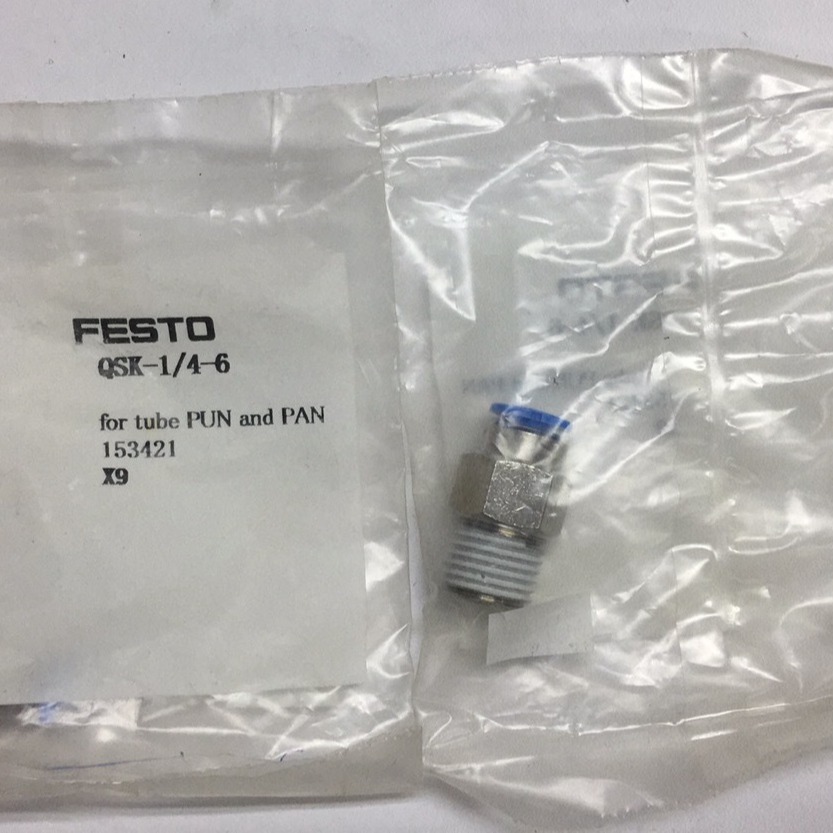 FESTO
QSK-1/4-6
for tube PUN and PAN
153421
X9